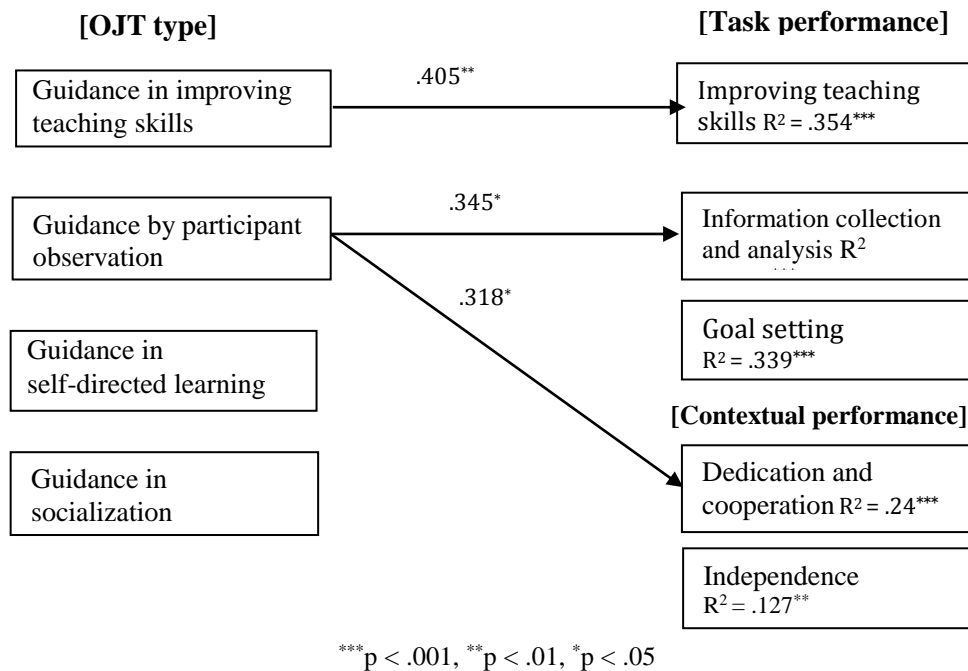 [OJT type]
[Task performance]
Guidance in improving
teaching skills
.405**
Improving teaching
skills R² = .354***
Guidance by participant
observation
.345*
Information collection
and analysis R²
.318*
Guidance in
self-directed learning
Goal setting
R² = .339***
[Contextual performance]
Guidance in
socialization
Dedication and
cooperation R² = .24***
Independence
R² = .127**
***p < .001, **p < .01, *p < .05